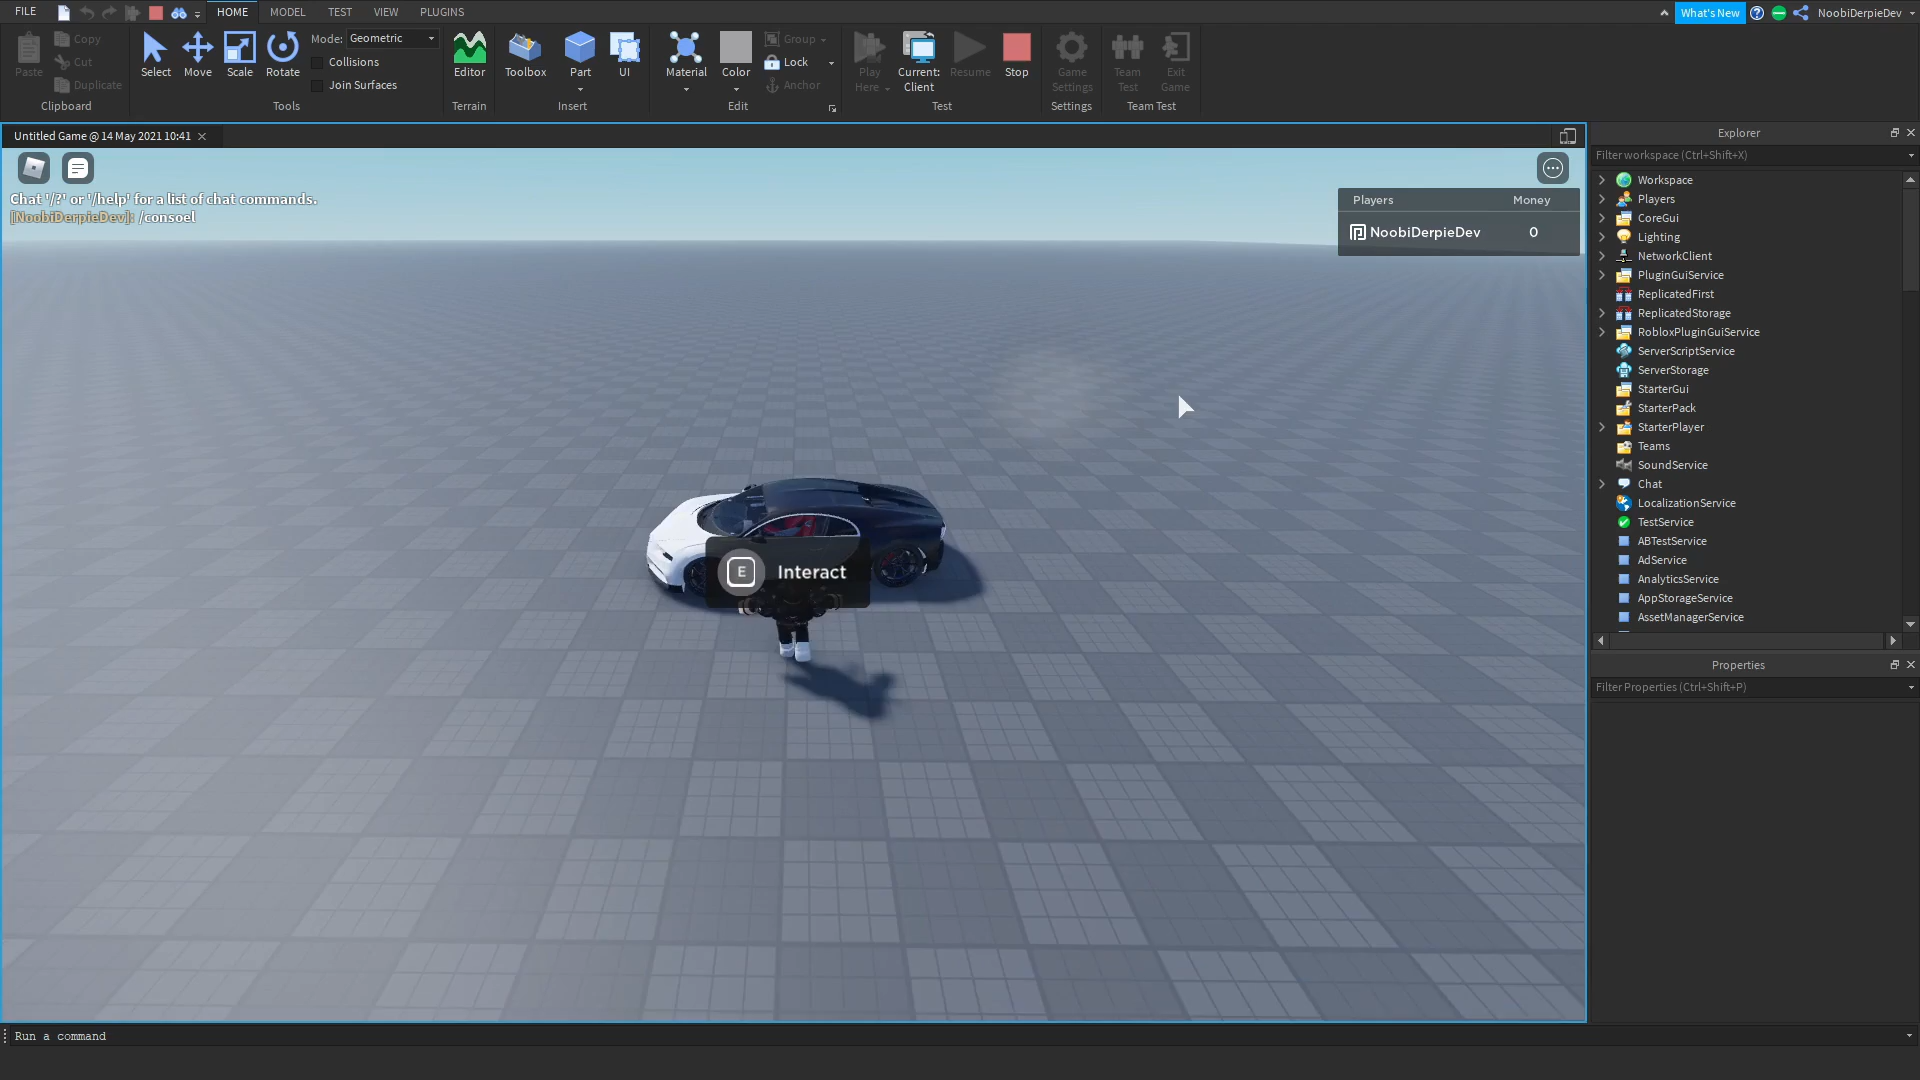 FILE
HOME
MODEL
TEST
VIEW
PLUGINS
What's New
NoobiDerpieDev
Paste
Copy
Cut
Duplicate
Clipboard
Select
Move
Scale
Rotate
Mode: Geometric
Collisions
Join Surfaces
Tools
Editor
Terrain
Toolbox
Part
UI
Insert
Material
Color
Group
Lock
Anchor
Edit
Play
Here
Current:
Client
Resume
Stop
Test
Game
Settings
Settings
Team
Test
Exit
Game
Team Test
Untitled Game @ 14 May 2021 10:41
Chat '/?' or '/help' for a list of chat commands.
[NoobiDerpieDev]: /consoel
Players Money
NoobiDerpieDev 0
E Interact
Explorer
Filter workspace (Ctrl+Shift+X)
Workspace
Players
CoreGui
Lighting
NetworkClient
PluginGuiService
ReplicatedFirst
ReplicatedStorage
RobloxPluginGuiService
ServerScriptService
ServerStorage
StarterGui
StarterPack
StarterPlayer
Teams
SoundService
Chat
LocalizationService
TestService
ABTestService
AdService
AnalyticsService
AppStorageService
AssetManagerService
Properties
Filter Properties (Ctrl+Shift+P)
Run a command